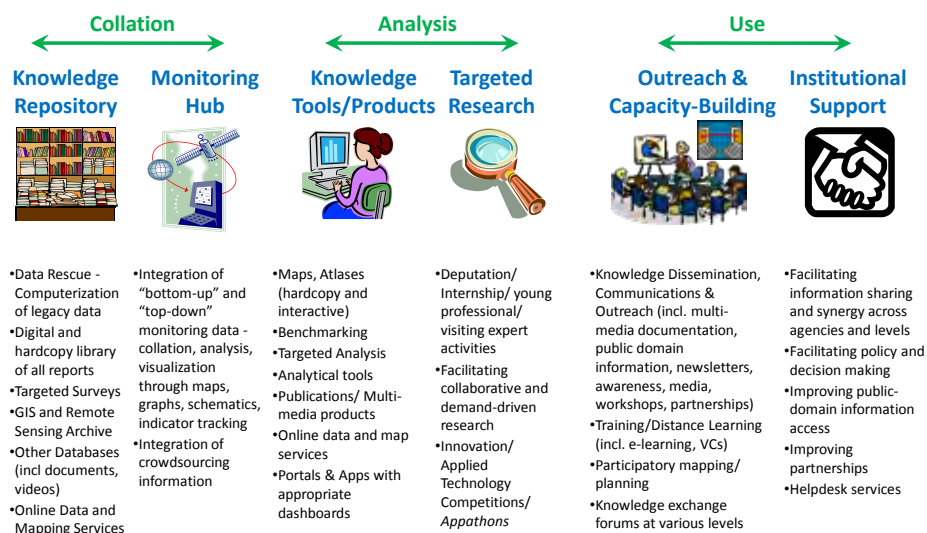 Collation
Analysis
Use
Knowledge
Repository
Monitoring
Hub
Knowledge
Tools/Products
Targeted
Research
Outreach &
Capacity-Building
Institutional
Support
•Data Rescue -
Computerization
of legacy data
•Digital and
hardcopy library
of all reports
•Targeted Surveys
•GIS and Remote
Sensing Archive
•Other Databases
(incl documents,
videos)
•Online Data and
Mapping Services
•Integration of
“bottom-up” and
“top-down”
monitoring data -
collation, analysis,
visualization
through maps,
graphs, schematics,
indicator tracking
•Integration of
crowdsourcing
information
•Maps, Atlases
(hardcopy and
interactive)
•Benchmarking
•Targeted Analysis
•Analytical tools
•Publications/ Multi-
media products
•Online data and map
services
•Portals & Apps with
appropriate
dashboards
•Deputation/
Internship/ young
professional/
visiting expert
activities
•Facilitating
collaborative and
demand-driven
research
•Innovation/
Applied
Technology
Competitions/
Appathons
•Knowledge Dissemination,
Communications &
Outreach (incl. multi-
media documentation,
public domain
information, newsletters,
awareness, media,
workshops, partnerships)
•Training/Distance Learning
(incl. e-learning, VCs)
•Participatory mapping/
planning
•Knowledge exchange
forums at various levels
•Facilitating
information sharing
and synergy across
agencies and levels
•Facilitating policy and
decision making
•Improving public-
domain information
access
•Improving
partnerships
•Helpdesk services